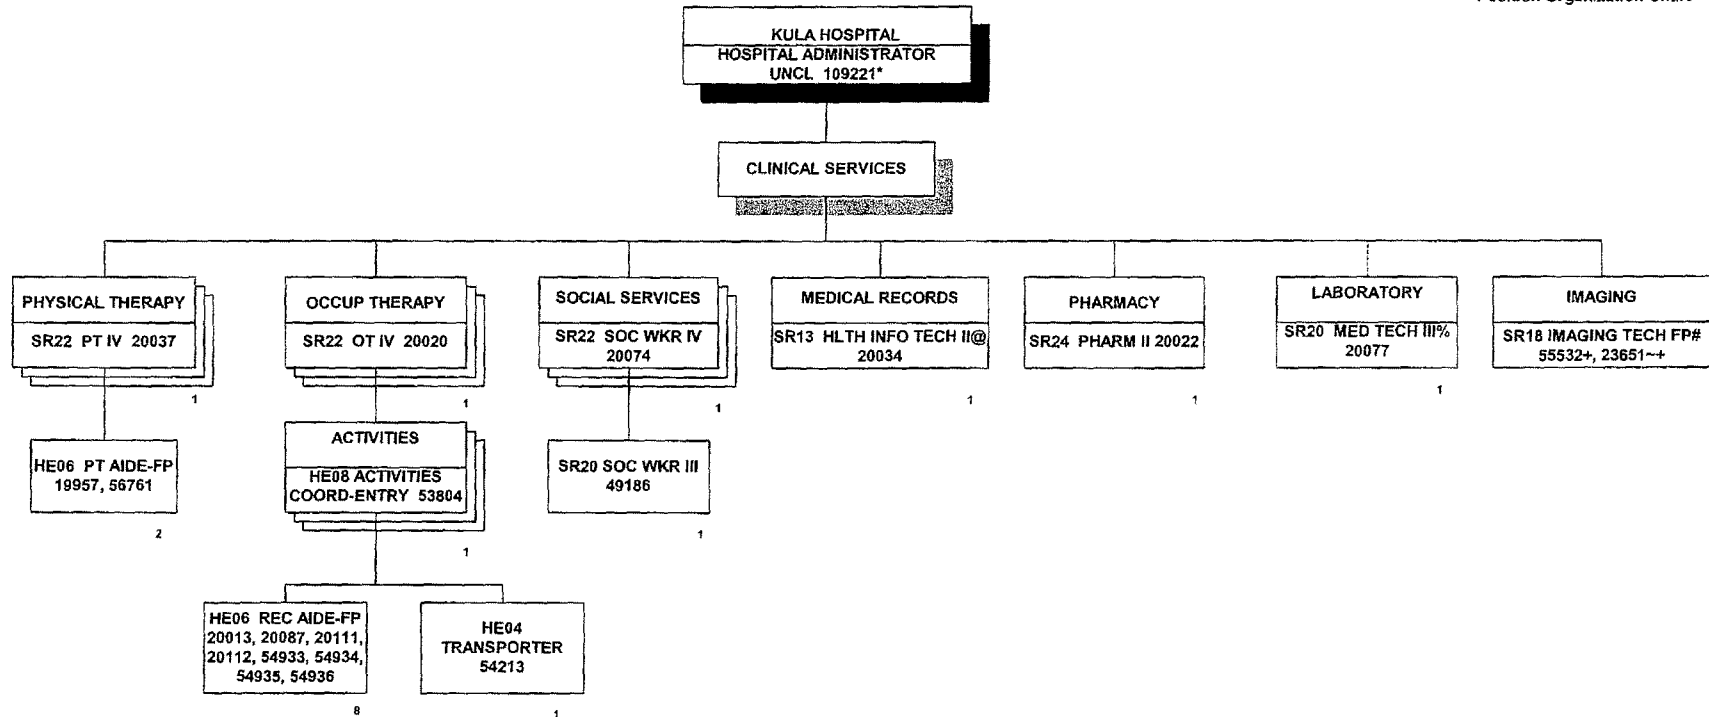 KULA HOSPITAL
HOSPITAL ADMINISTRATOR
UNCL 109221*
CLINICAL SERVICES
PHYSICAL THERAPY
SR22 PT IV 20037
1
OCCUP THERAPY
SR22 OT IV 20020
1
SOCIAL SERVICES
SR22 SOC WKR IV
20074
1
MEDICAL RECORDS
SR13 HLTH INFO TECH II@
20034
1
PHARMACY
SR24 PHARM II 20022
1
LABORATORY
SR20 MED TECH III%
20077
1
IMAGING
SR18 IMAGING TECH FP#
55532+, 23651~+
HE06 PT AIDE-FP
19957, 56761
2
ACTIVITIES
HE08 ACTIVITIES
COORD-ENTRY 53804
1
SR20 SOC WKR III
49186
1
HE06 REC AIDE-FP
20013, 20087, 20111,
20112, 54933, 54934,
54935, 54936
8
HE04
TRANSPORTER
54213
1